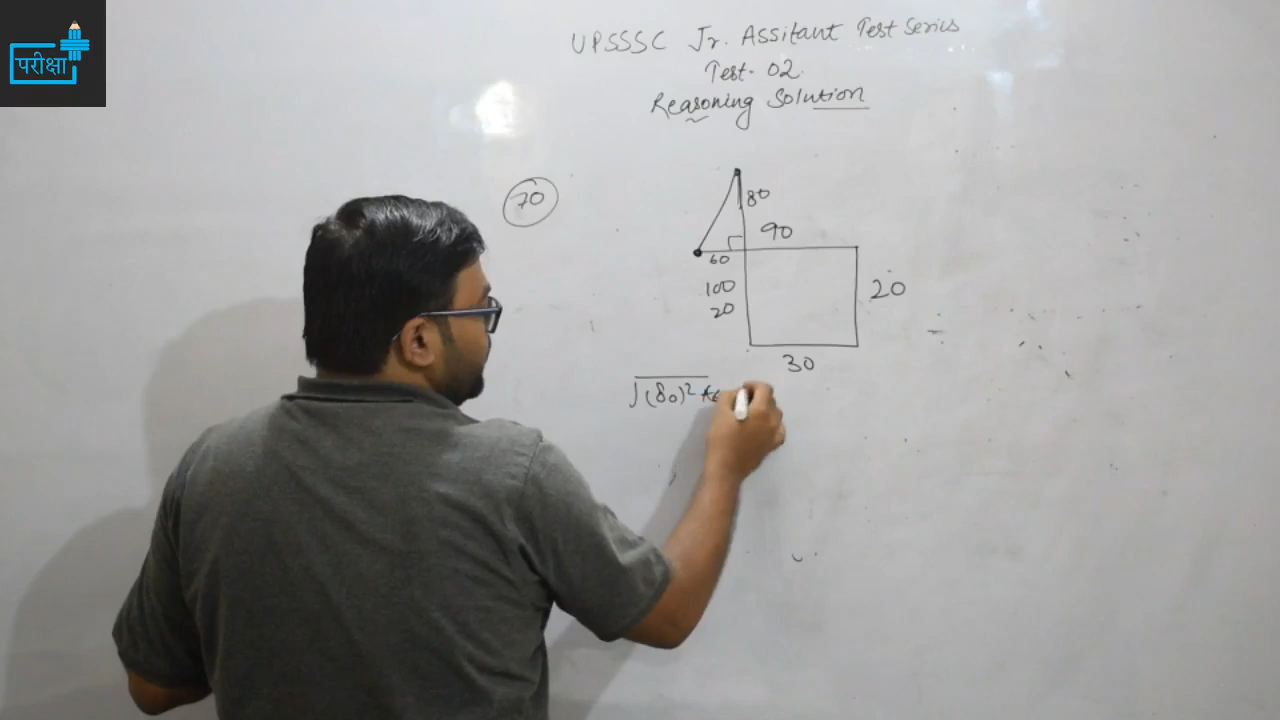 परीक्षा
UPSSSC Jr. Assitant Test Series
Test- 02.
Reasoning Solution
70
80
90
60
100
20
20
30
√(80)²